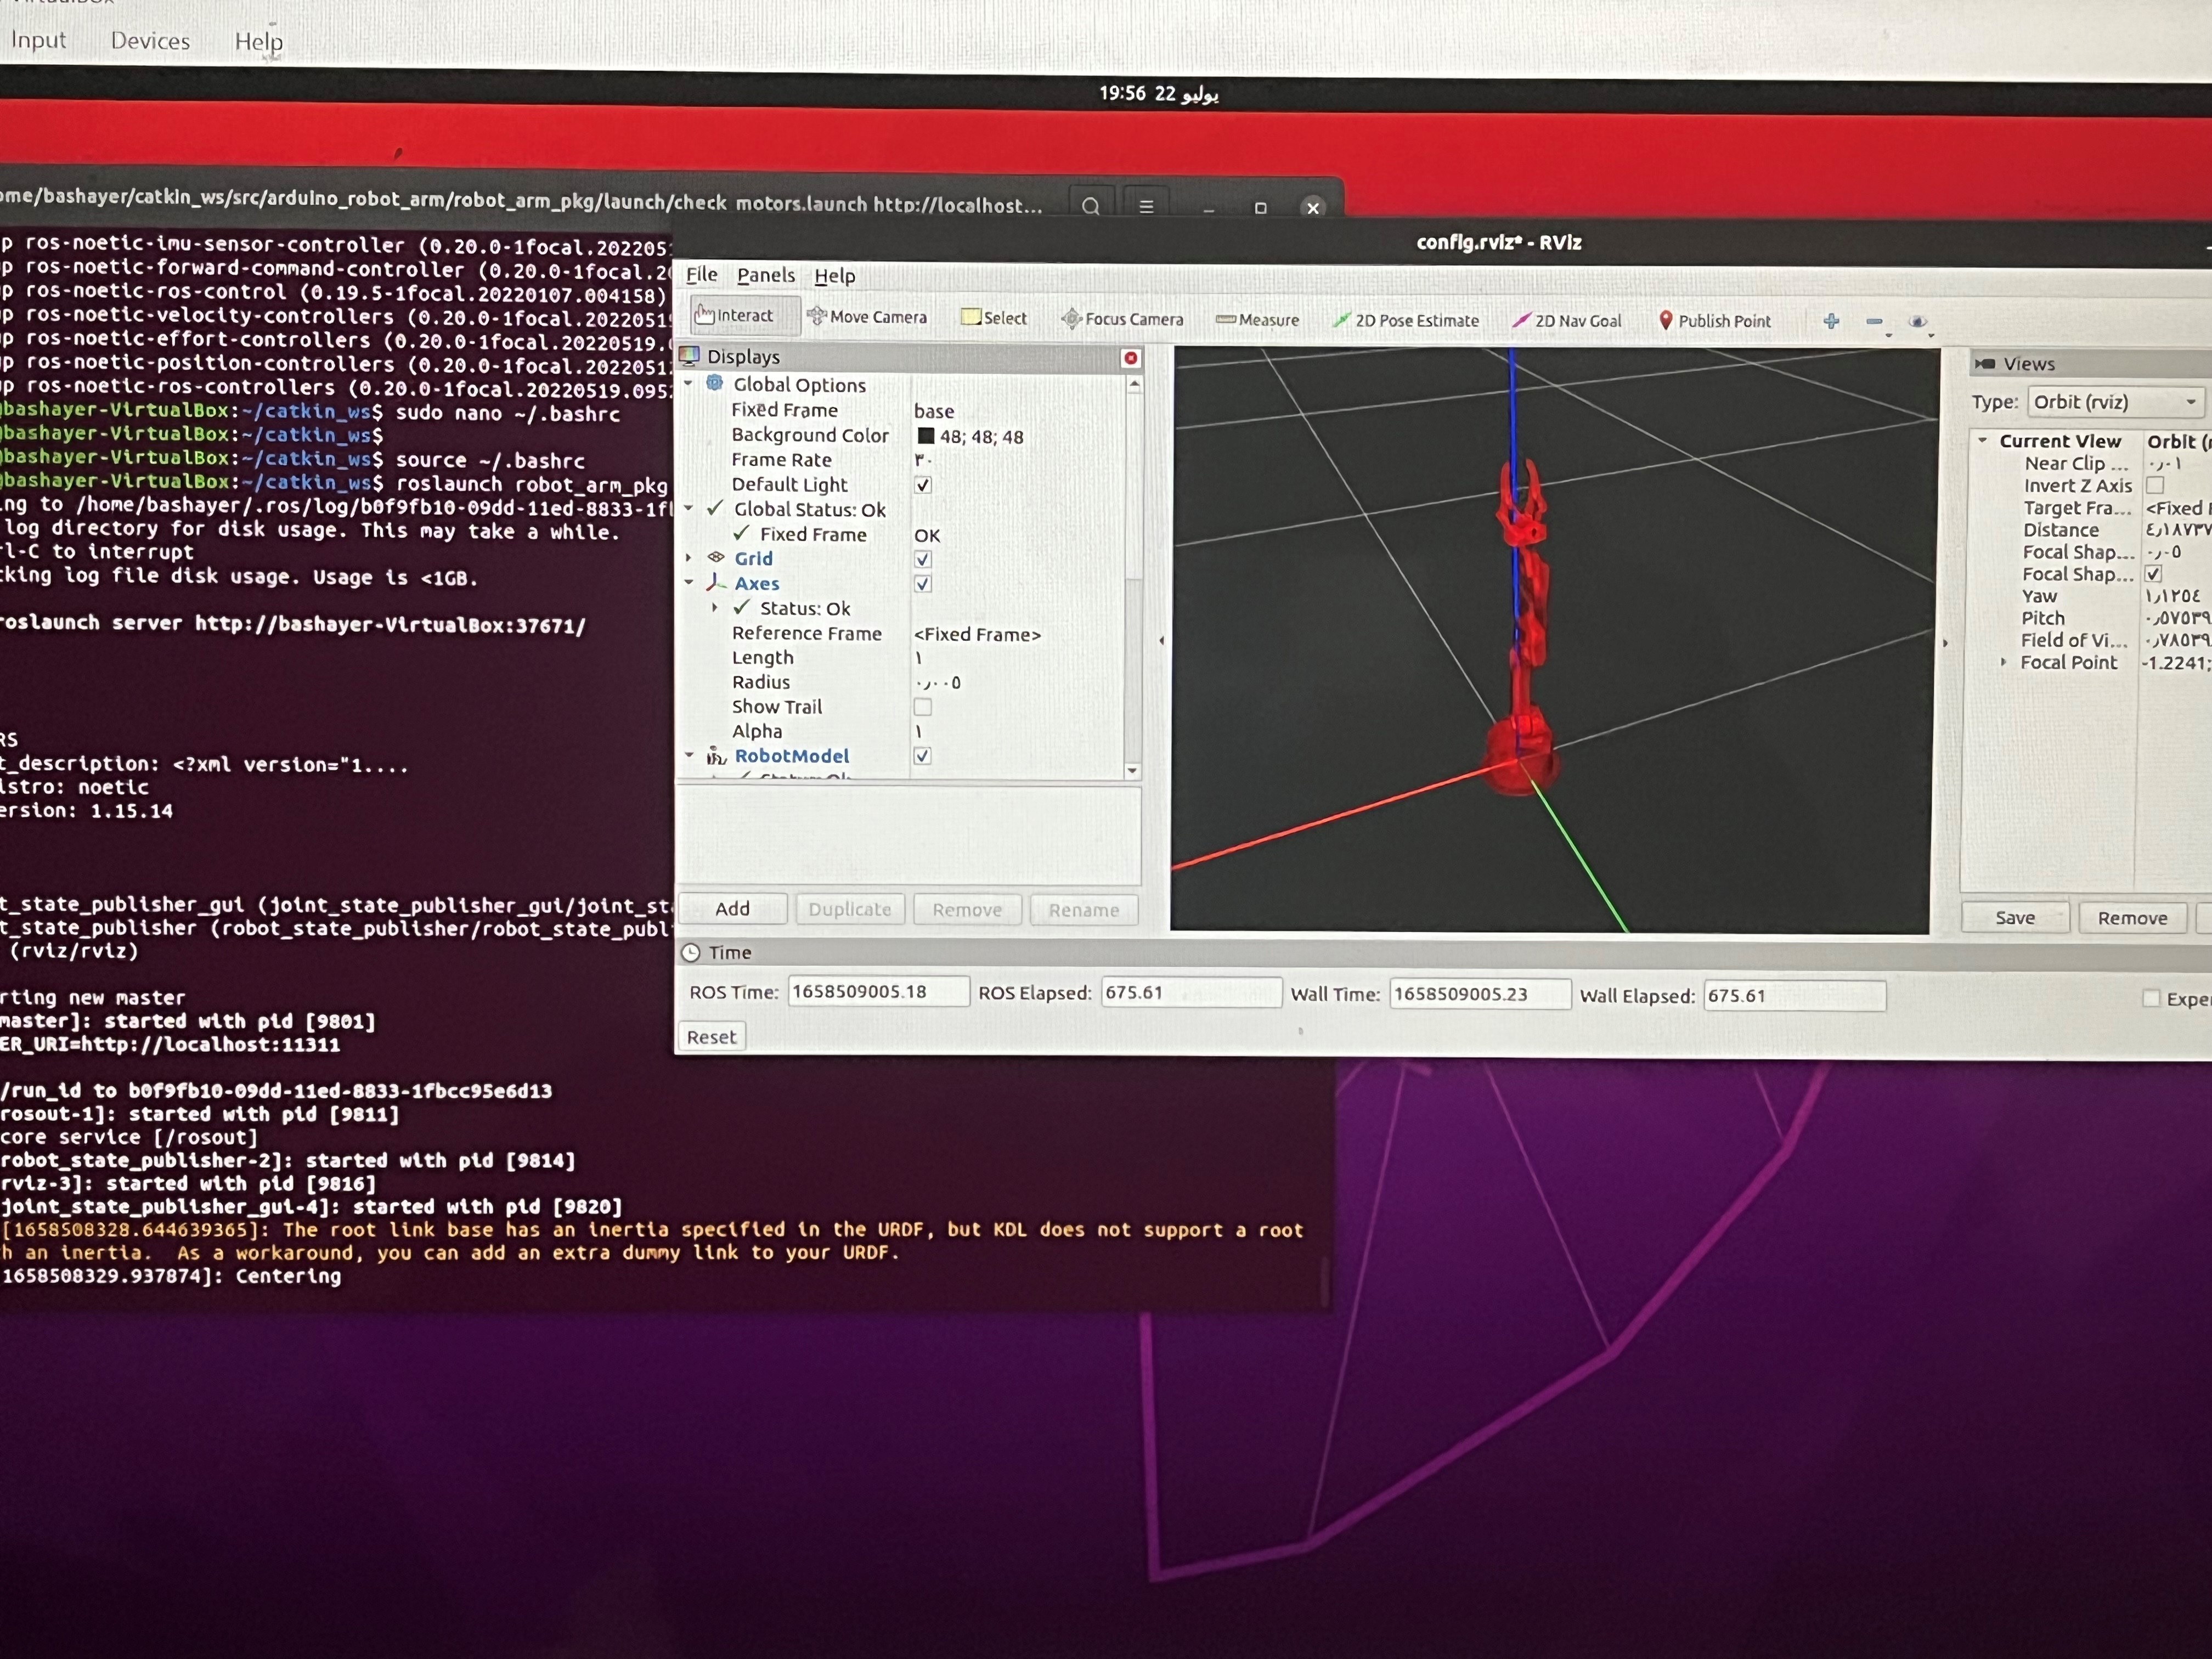 Input Devices Help
19:56 22 يوليو
ome/bashayer/catkin_ws/src/arduino_robot_arm/robot_arm_pkg/launch/check_motors.launch http://localhost...
p ros-noetic-imu-sensor-controller (0.20.0-1focal.202205
p ros-noetic-forward-command-controller (0.20.0-1focal.2
p ros-noetic-ros-control (0.19.5-1focal.20220107.004158)
p ros-noetic-velocity-controllers (0.20.0-1focal.2022051
p ros-noetic-effort-controllers (0.20.0-1focal.20220519.
p ros-noetic-position-controllers (0.20.0-1focal.202205
p ros-noetic-ros-controllers (0.20.0-1focal.20220519.095
@bashayer-VirtualBox:~/catkin_ws$ sudo nano ~/.bashrc
@bashayer-VirtualBox:~/catkin_ws$
@bashayer-VirtualBox:~/catkin_ws$ source ~/.bashrc
@bashayer-VirtualBox:~/catkin_ws$ roslaunch robot_arm_pkg
ng to /home/bashayer/.ros/log/b0f9fb10-09dd-11ed-8833-1f
log directory for disk usage. This may take a while.
l-C to interrupt
king log file disk usage. Usage is <1GB.
roslaunch server http://bashayer-VirtualBox:37671/
RS
t_description: <?xml version="1....
istro: noetic
ersion: 1.15.14
t_state_publisher_gui (joint_state_publisher_gui/joint_st
t_state_publisher (robot_state_publisher/robot_state_publ
(rviz/rviz)
rting new master
master]: started with pid [9801]
ER_URI=http://localhost:11311
/run_id to b0f9fb10-09dd-11ed-8833-1fbcc95e6d13
rosout-1]: started with pid [9811]
core service [/rosout]
robot_state_publisher-2]: started with pid [9814]
rviz-3]: started with pid [9816]
joint_state_publisher_gui-4]: started with pid [9820]
[1658508328.644639365]: The root link base has an inertia specified in the URDF, but KDL does not support a root
h an inertia.  As a workaround, you can add an extra dummy link to your URDF.
1658508329.937874]: Centering
config.rviz* - RViz
File Panels Help
Interact Move Camera Select Focus Camera Measure 2D Pose Estimate 2D Nav Goal Publish Point
Displays
Global Options
Fixed Frame base
Background Color 48; 48; 48
Frame Rate ٣٠
Default Light
Global Status: Ok
Fixed Frame OK
Grid
Axes
Status: Ok
Reference Frame <Fixed Frame>
Length ١
Radius ٠٫٠٠٥
Show Trail
Alpha ١
RobotModel
Status: Ok
Add Duplicate Remove Rename
Views
Type: Orbit (rviz)
Current View Orbit (r
Near Clip ... ٠٫٠١
Invert Z Axis
Target Fra... <Fixed F
Distance ٤٫١٨٧٣٧
Focal Shap... ٠٫٠٥
Focal Shap...
Yaw ١٫١٢٥٤
Pitch ٠٫٥٧٥٣٩
Field of Vi... ٠٫٧٨٥٣٩
Focal Point -1.2241;
Save Remove
Time
ROS Time: 1658509005.18 ROS Elapsed: 675.61 Wall Time: 1658509005.23 Wall Elapsed: 675.61 Exper
Reset